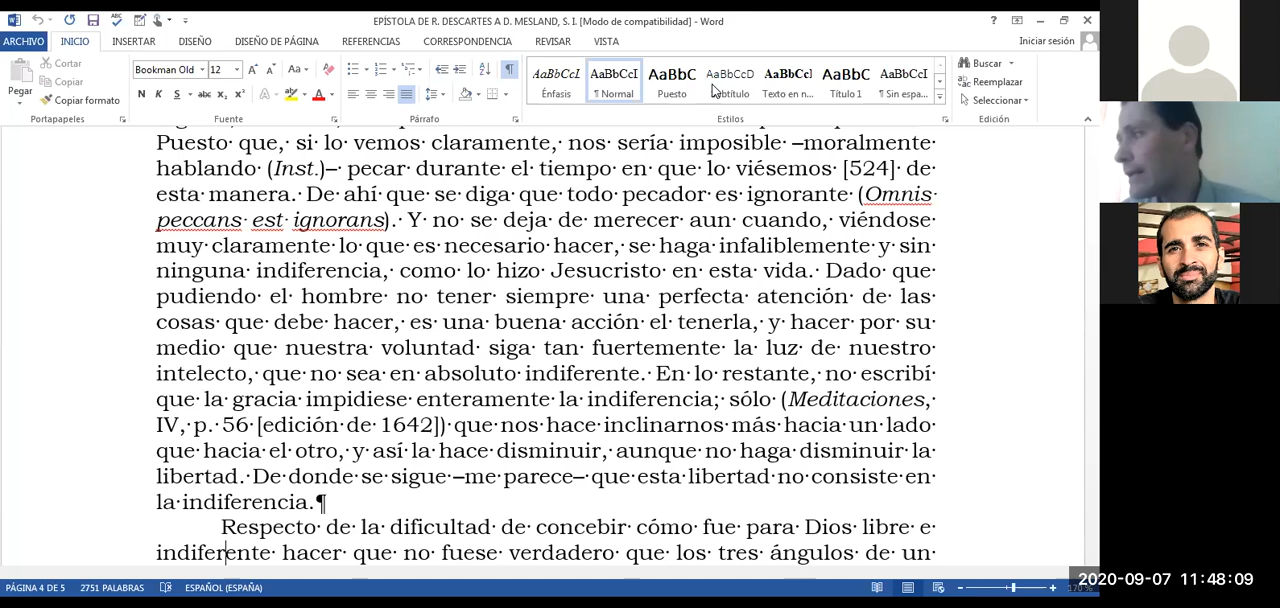 EPÍSTOLA DE R. DESCARTES A D. MESLAND, S. I. [Modo de compatibilidad] - Word
ARCHIVO INICIO INSERTAR DISEÑO DISEÑO DE PÁGINA REFERENCIAS CORRESPONDENCIA REVISAR VISTA Iniciar sesión
Pegar
Cortar
Copiar
Copiar formato
Portapapeles
Bookman Old 12
Fuente
Párrafo
AaBbCcI AaBbCcI AaBbC AaBbCcD AaBbCcl AaBbC AaBbCcI
Énfasis ¶ Normal Puesto Subtítulo Texto en n... Título 1 ¶ Sin espa...
Estilos
Buscar
Reemplazar
Seleccionar
Edición
Puesto que, si lo vemos claramente, nos sería imposible –moralmente
hablando (Inst.)– pecar durante el tiempo en que lo viésemos [524] de
esta manera. De ahí que se diga que todo pecador es ignorante (Omnis
peccans est ignorans). Y no se deja de merecer aun cuando, viéndose
muy claramente lo que es necesario hacer, se haga infaliblemente y sin
ninguna indiferencia, como lo hizo Jesucristo en esta vida. Dado que
pudiendo el hombre no tener siempre una perfecta atención de las
cosas que debe hacer, es una buena acción el tenerla, y hacer por su
medio que nuestra voluntad siga tan fuertemente la luz de nuestro
intelecto, que no sea en absoluto indiferente. En lo restante, no escribí
que la gracia impidiese enteramente la indiferencia; sólo (Meditaciones,
IV, p. 56 [edición de 1642]) que nos hace inclinarnos más hacia un lado
que hacia el otro, y así la hace disminuir, aunque no haga disminuir la
libertad. De donde se sigue –me parece– que esta libertad no consiste en
la indiferencia.¶
Respecto de la dificultad de concebir cómo fue para Dios libre e
indiferente hacer que no fuese verdadero que los tres ángulos de un
PÁGINA 4 DE 5 2751 PALABRAS ESPAÑOL (ESPAÑA) 170 %
2020-09-07 11:48:09